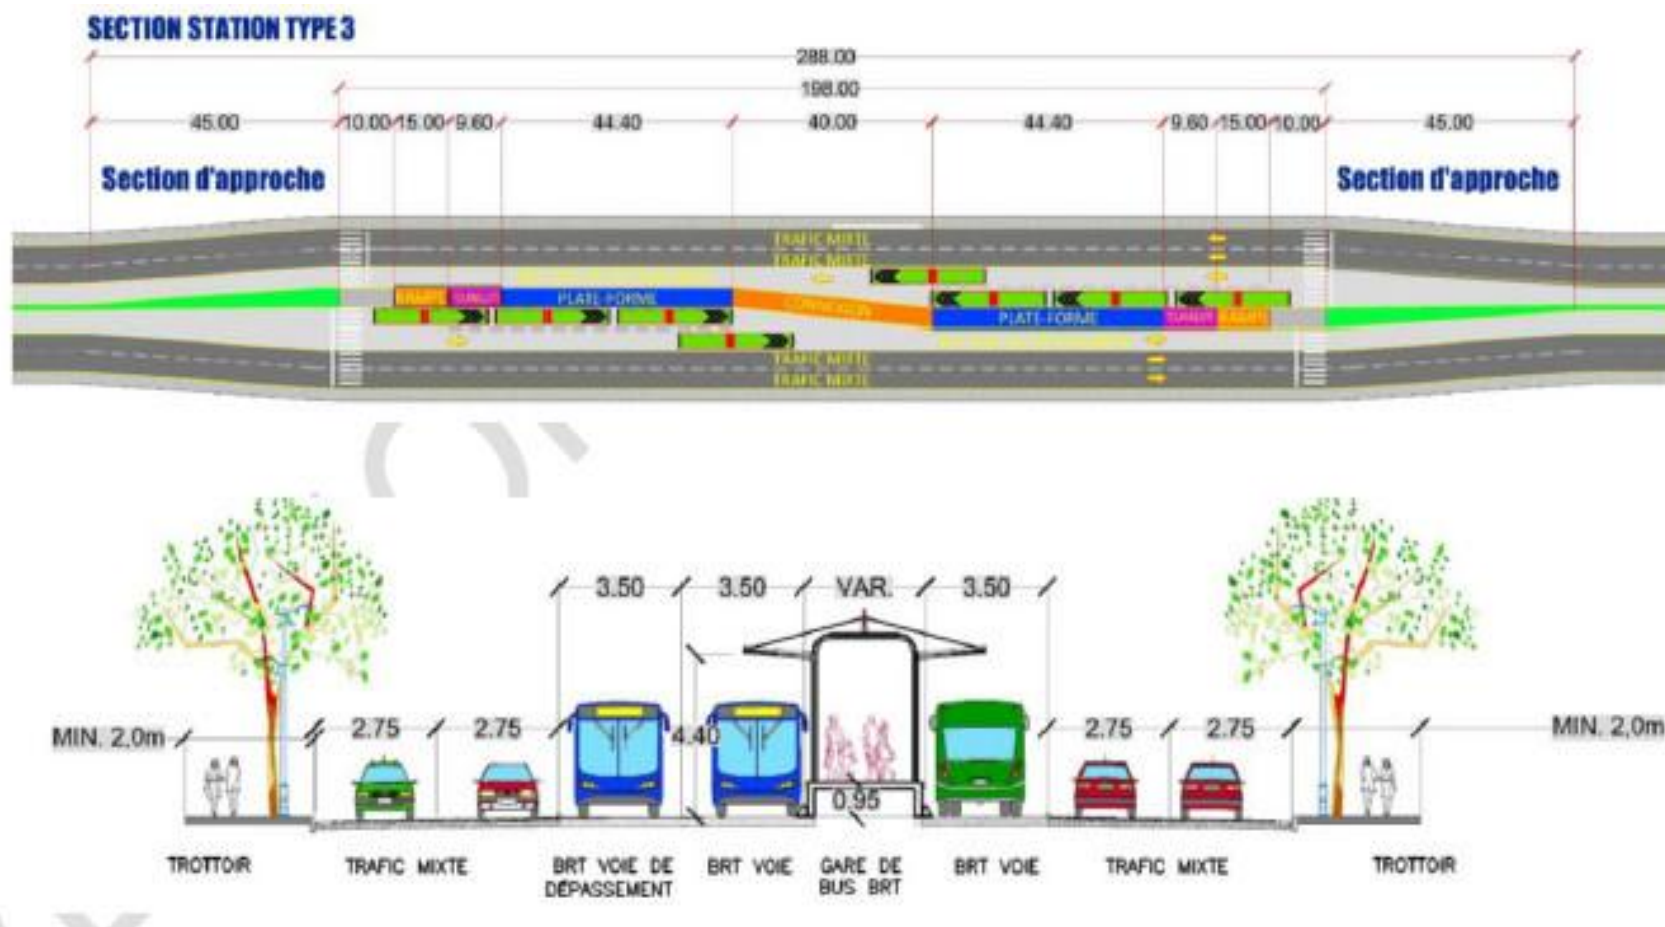 SECTION STATION TYPE 3
288.00
198.00
45.00 10.00 15.00 9.60 44.40 40.00 44.40 9.60 15.00 10.00 45.00
Section d'approche Section d'approche
TRAFIC MIXTE
TRAFIC MIXTE
PLATE-FORME
CONNEXION
PLATE-FORME
TRAFIC MIXTE
TRAFIC MIXTE
3.50 3.50 VAR. 3.50
MIN. 2,0m 2.75 2.75 4.40 2.75 2.75 MIN. 2,0m
0.95
TROTTOIR TRAFIC MIXTE BRT VOIE DE DÉPASSEMENT BRT VOIE GARE DE BUS BRT BRT VOIE TRAFIC MIXTE TROTTOIR